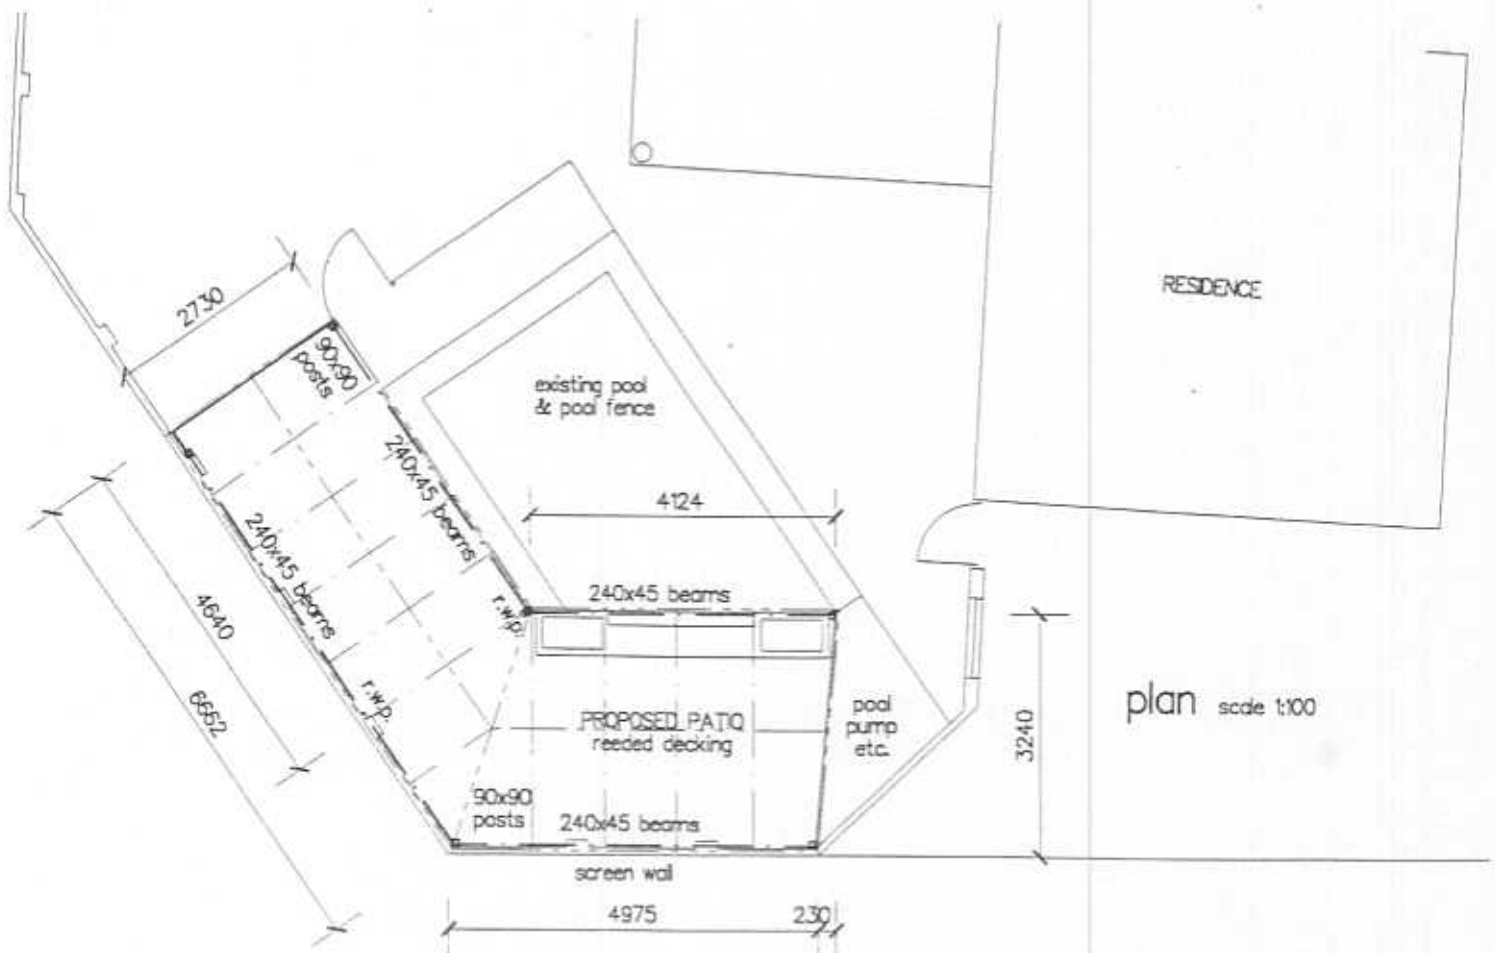 RESIDENCE
2730
90x90
posts
existing pool
& pool fence
240x45 beams
4124
240x45 beams
240x45 beams
r.w.p.
4640
6652
r.w.p.
PROPOSED PATIO
reeded decking
pool
pump
etc.
plan scale 1:100
3240
90x90
posts
240x45 beams
screen wall
4975
230